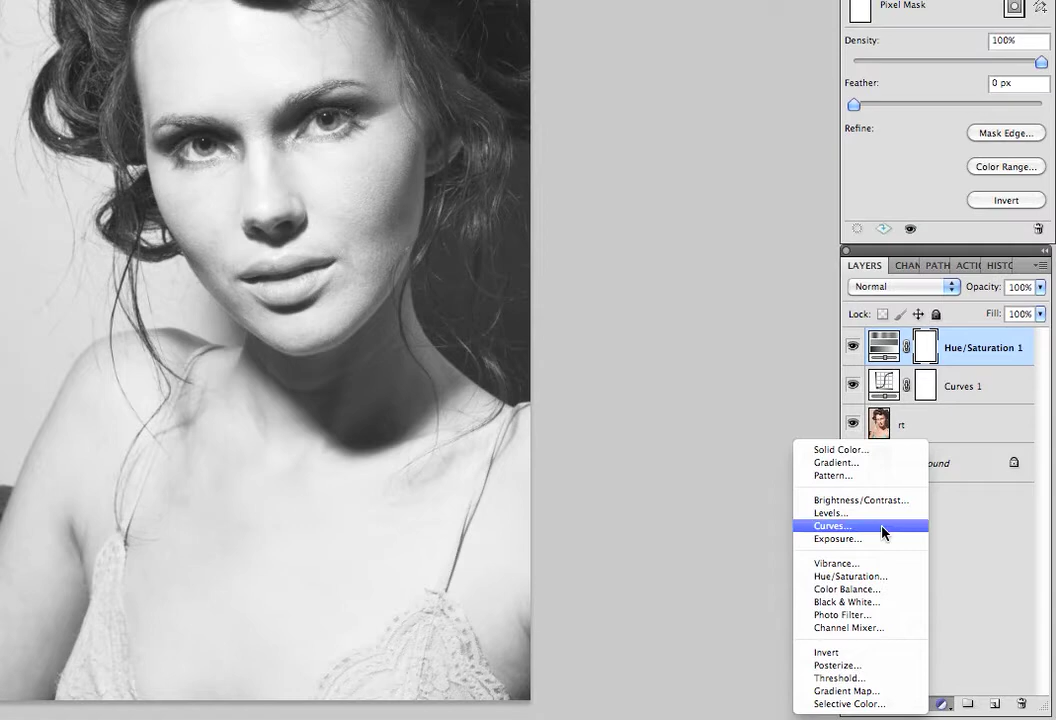 Pixel Mask
Density:
100%
Feather:
0 px
Refine:
Mask Edge...
Color Range...
Invert
LAYERS CHAN PATH ACTI HISTC
Normal
Opacity: 100%
Lock:
Fill: 100%
Hue/Saturation 1
Curves 1
rt
ound
Solid Color...
Gradient...
Pattern...
Brightness/Contrast...
Levels...
Curves...
Exposure...
Vibrance...
Hue/Saturation...
Color Balance...
Black & White...
Photo Filter...
Channel Mixer...
Invert
Posterize...
Threshold...
Gradient Map...
Selective Color...